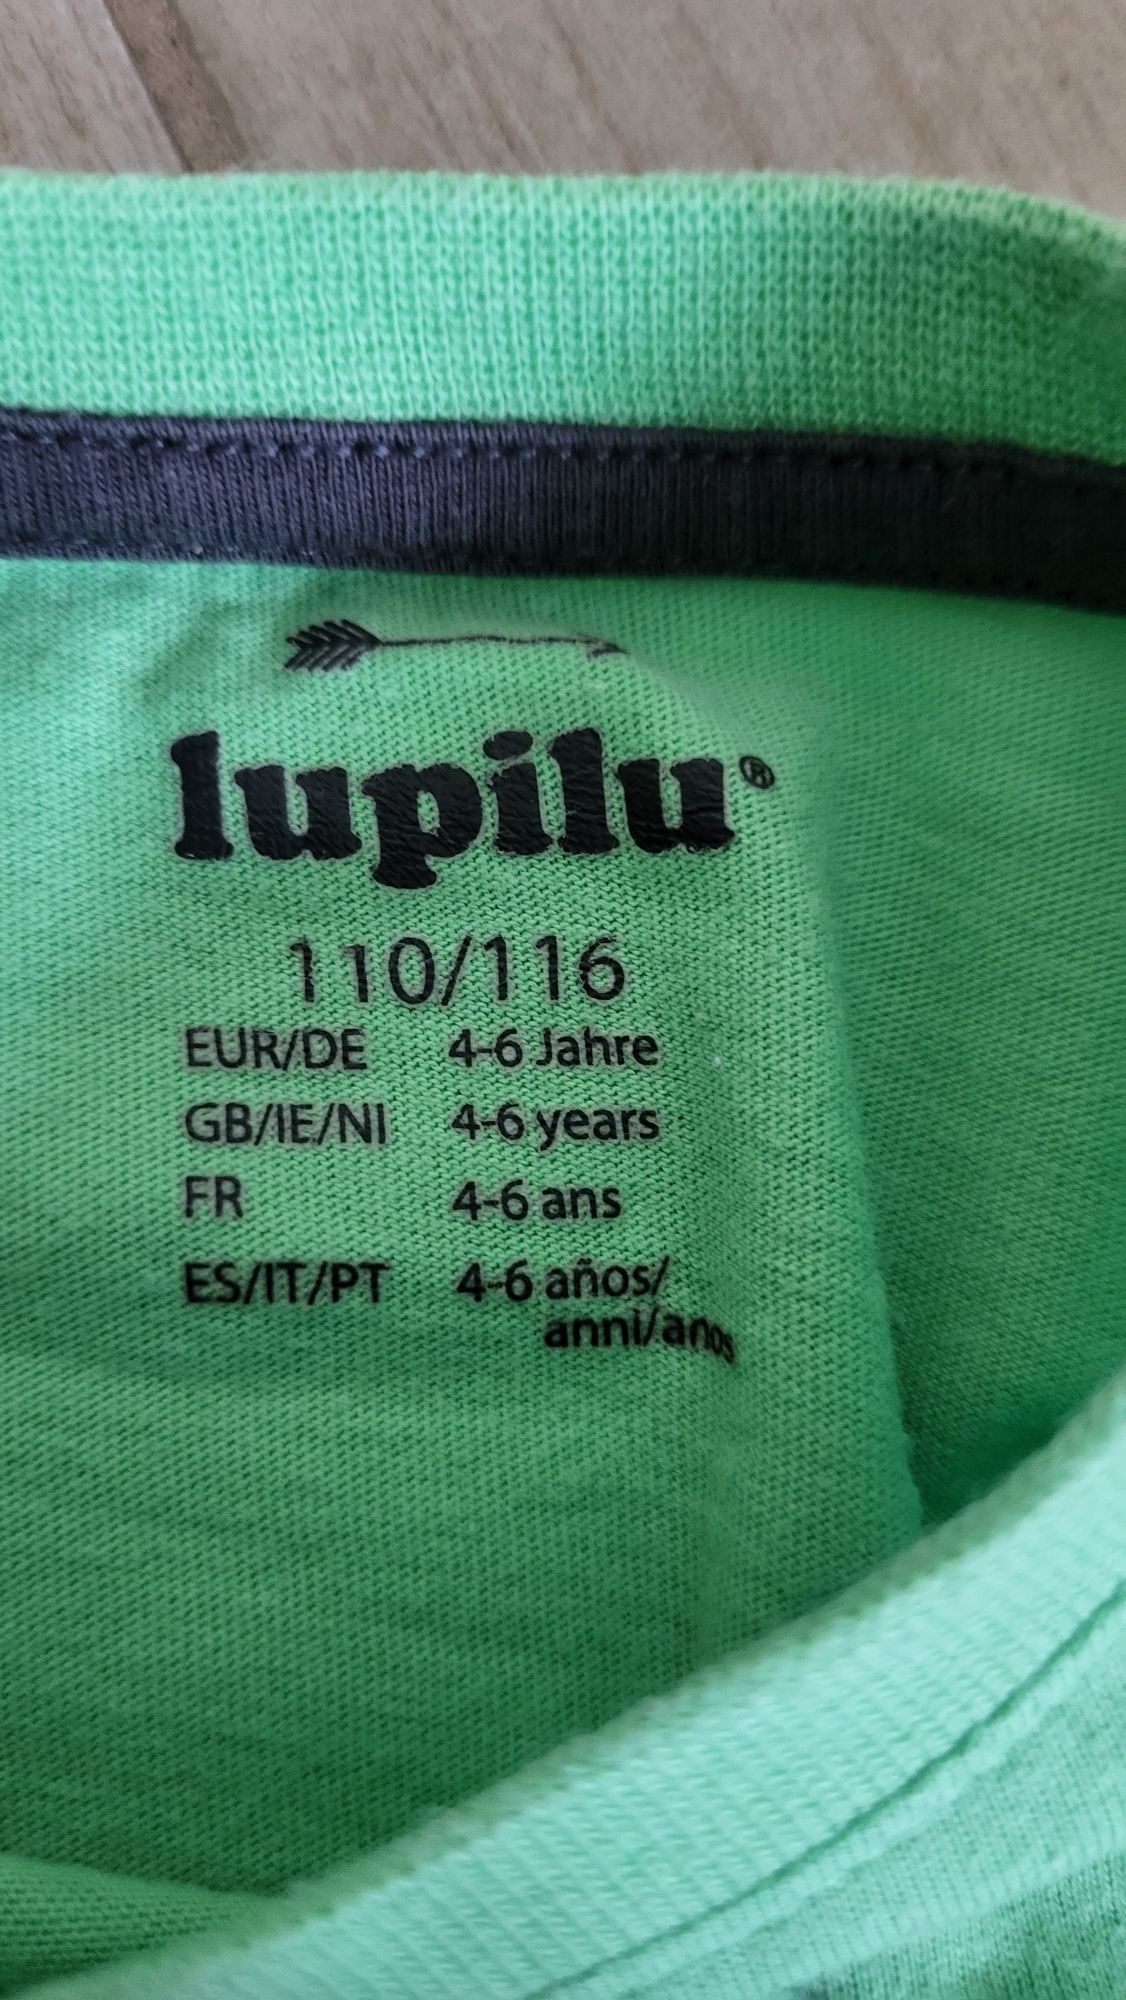 lupilu®
110/116
EUR/DE 4-6 Jahre
GB/IE/NI 4-6 years
FR 4-6 ans
ES/IT/PT 4-6 años/
anni/anos